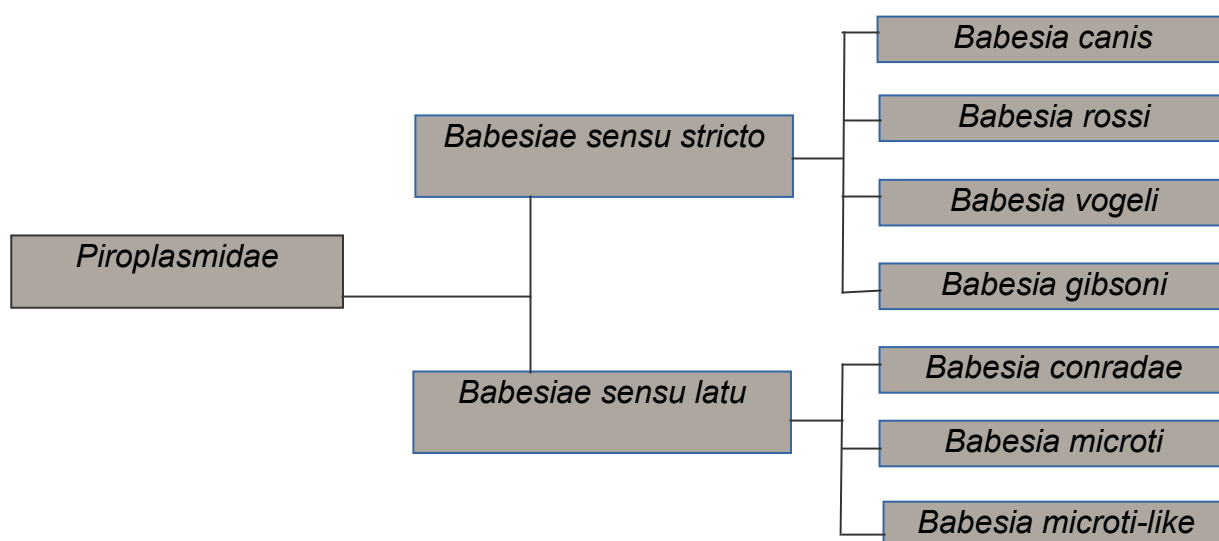 Babesia canis
Babesia rossi
Babesiae sensu stricto
Babesia vogeli
Piroplasmidae
Babesia gibsoni
Babesia conradae
Babesiae sensu latu
Babesia microti
Babesia microti-like